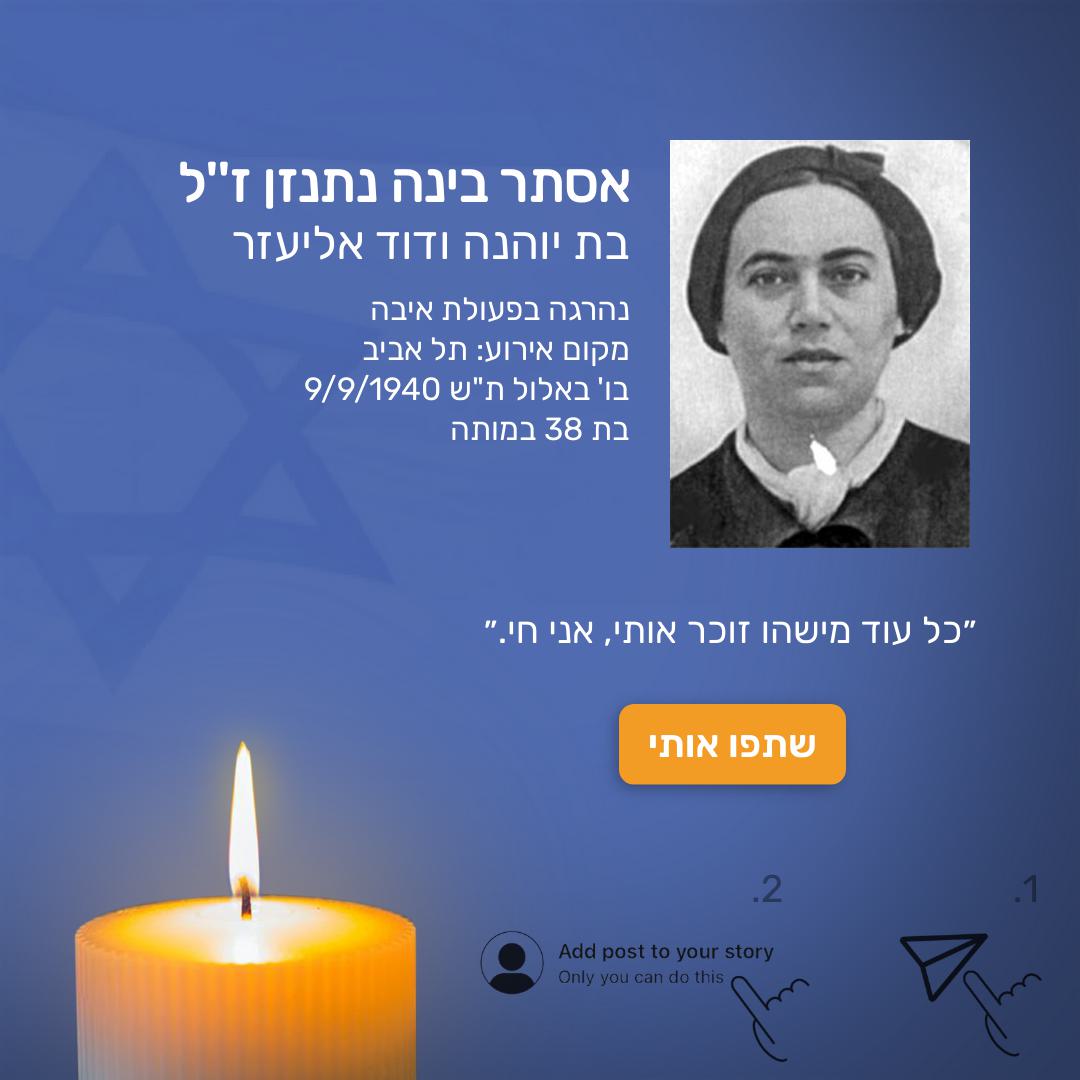 אסתר בינה נתנזן ז"ל
בת יוהנה ודוד אליעזר
נהרגה בפעולת איבה
מקום אירוע: תל אביב
בו' באלול ת"ש 9/9/1940
בת 38 במותה
״כל עוד מישהו זוכר אותי, אני חי.״
שתפו אותי
1.
2.
Add post to your story
Only you can do this